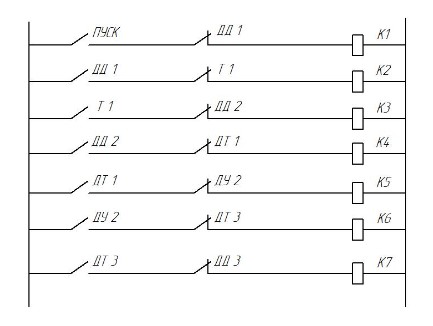 ПУСК ДД 1 К1
ДД 1 Т 1 К2
Т 1 ДД 2 К3
ДД 2 ДТ 1 К4
ДТ 1 ДУ 2 К5
ДУ 2 ДТ 3 К6
ДТ 3 ДД 3 К7